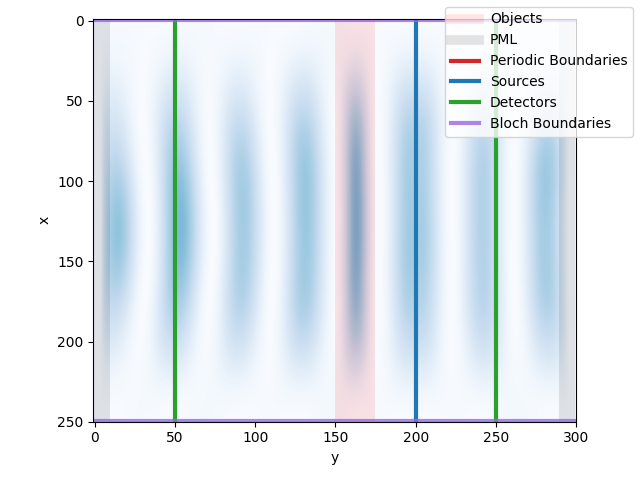 Objects
PML
Periodic Boundaries
Sources
Detectors
Bloch Boundaries
0
50
100
150
200
250
x
0
50
100
150
200
250
300
y